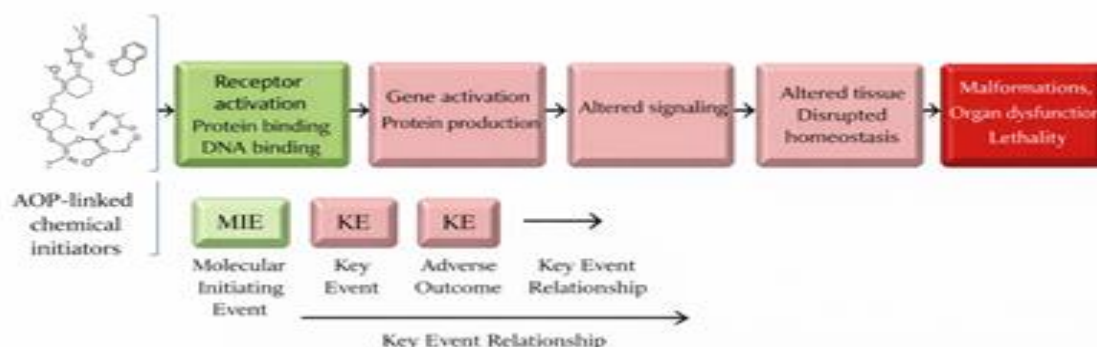 Receptor
activation
Protein binding
DNA binding
Gene activation
Protein production
Altered signaling
Altered tissue
Disrupted
homeostasis
Malformations,
Organ dysfunction
Lethality
AOP-linked
chemical
initiators
MIE
KE
KE
Molecular
Initiating
Event
Key
Event
Adverse
Outcome
Key Event
Relationship
Key Event Relationship